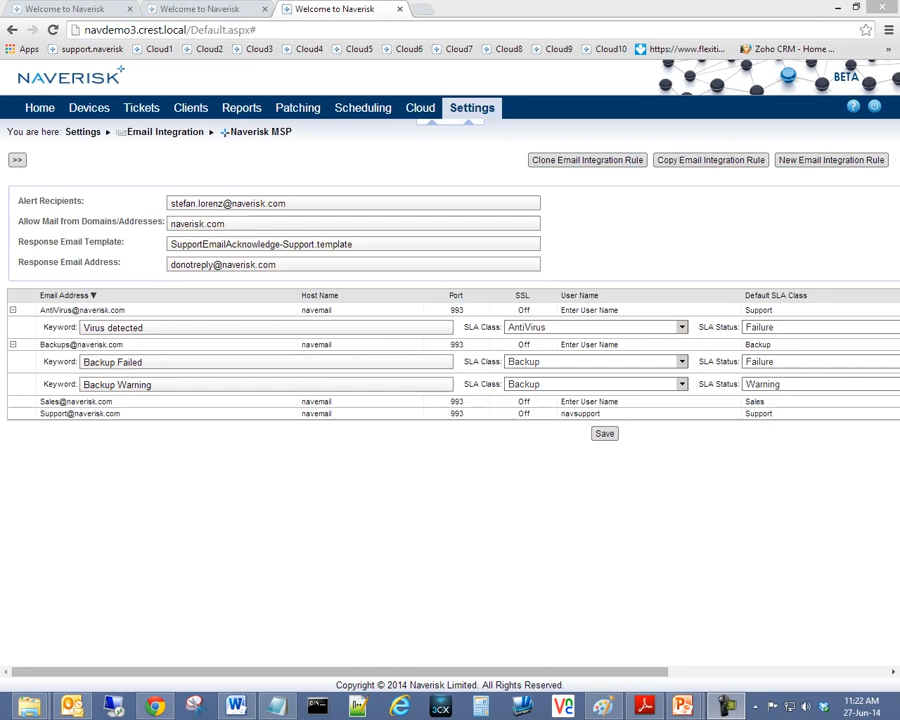 Welcome to Naverisk
Welcome to Naverisk
Welcome to Naverisk
navdemo3.crest.local/Default.aspx#
Apps support.naverisk Cloud1 Cloud2 Cloud3 Cloud4 Cloud5 Cloud6 Cloud7 Cloud8 Cloud9 Cloud10 https://www.flexiti... Zoho CRM - Home ... »
NAVERISK
BETA
Home Devices Tickets Clients Reports Patching Scheduling Cloud Settings
You are here: Settings Email Integration Naverisk MSP
>> Clone Email Integration Rule Copy Email Integration Rule New Email Integration Rule
Alert Recipients: stefan.lorenz@naverisk.com
Allow Mail from Domains/Addresses: naverisk.com
Response Email Template: SupportEmailAcknowledge-Support.template
Response Email Address: donotreply@naverisk.com
Email Address Host Name Port SSL User Name Default SLA Class
AntiVirus@naverisk.com navemail 993 Off Enter User Name Support
Keyword: Virus detected SLA Class: AntiVirus SLA Status: Failure
Backups@naverisk.com navemail 993 Off Enter User Name Backup
Keyword: Backup Failed SLA Class: Backup SLA Status: Failure
Keyword: Backup Warning SLA Class: Backup SLA Status: Warning
Sales@naverisk.com navemail 993 Off Enter User Name Sales
Support@naverisk.com navemail 993 Off navsupport Support
Save
Copyright © 2014 Naverisk Limited. All Rights Reserved.
3CX
11:22 AM
27-Jun-14